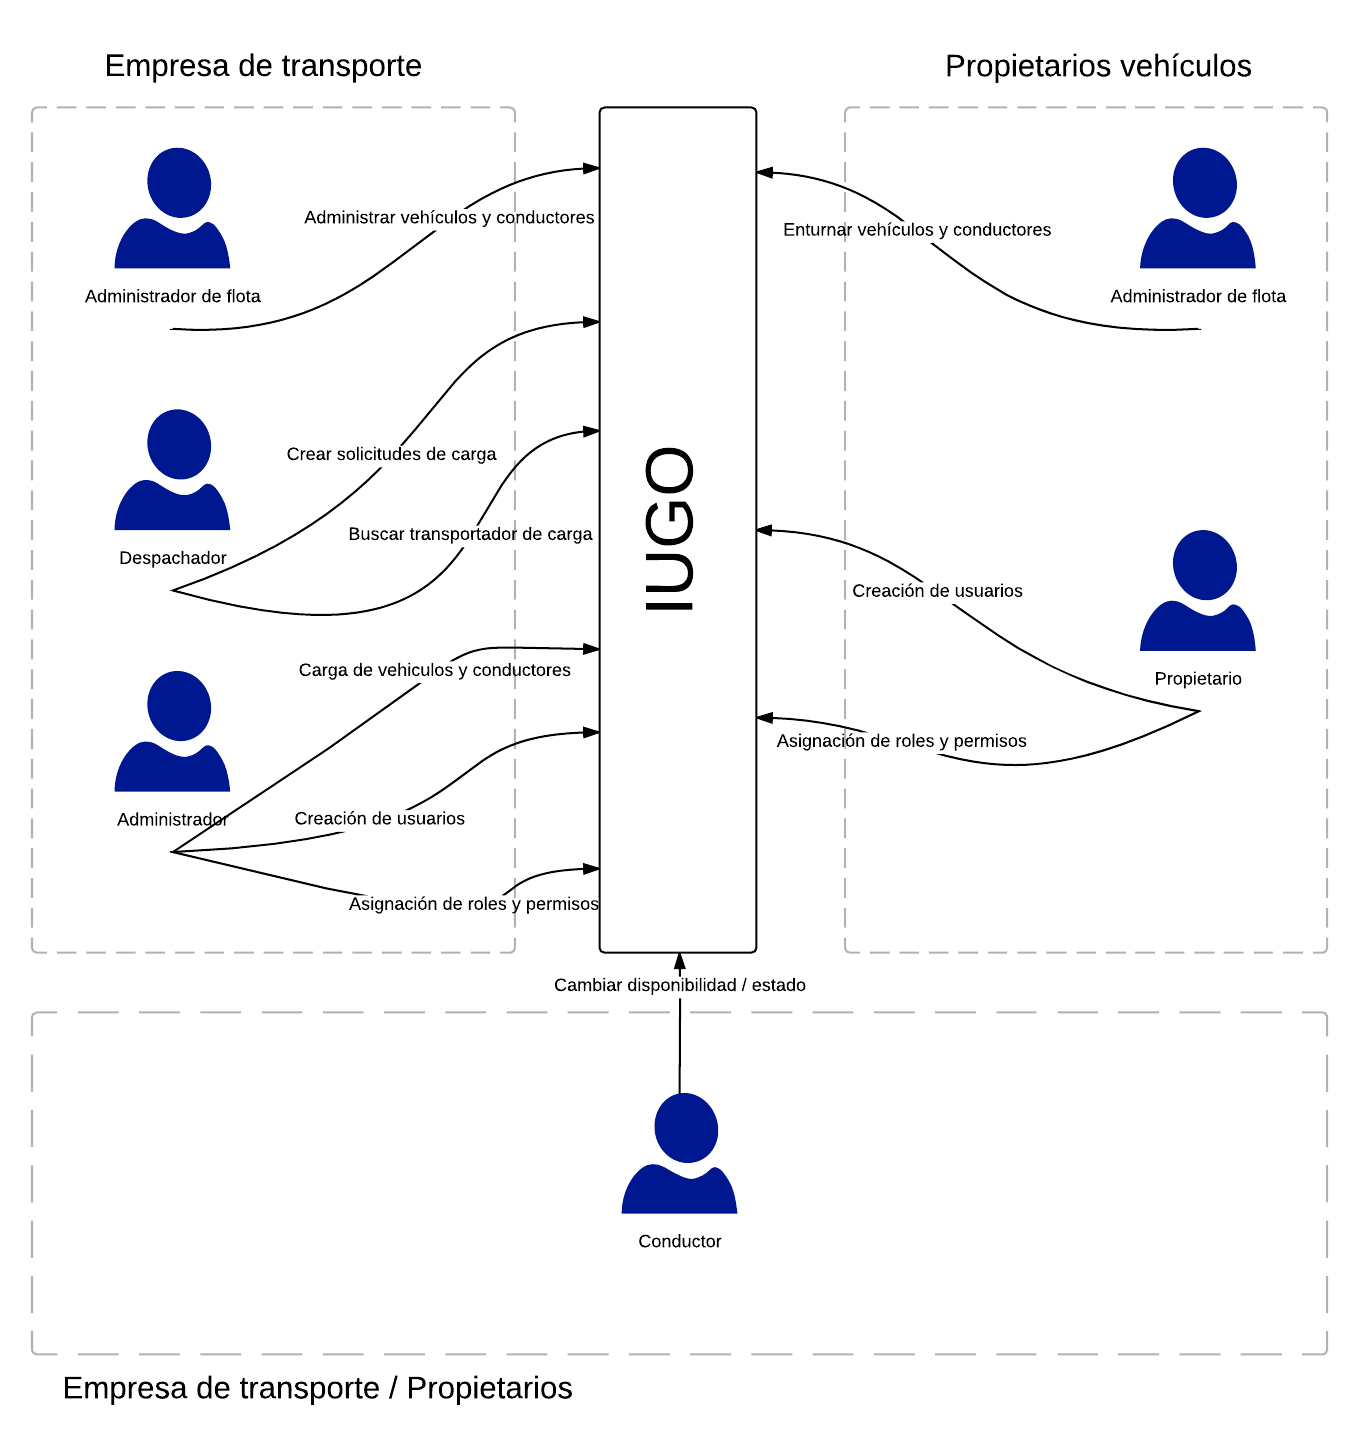 Empresa de transporte
Propietarios vehículos
Administrar vehículos y conductores
Enturnar vehículos y conductores
Administrador de flota
Administrador de flota
Crear solicitudes de carga
Buscar transportador de carga
Despachador
IUGO
Creación de usuarios
Carga de vehiculos y conductores
Propietario
Asignación de roles y permisos
Administrador
Creación de usuarios
Asignación de roles y permisos
Cambiar disponibilidad / estado
Conductor
Empresa de transporte / Propietarios